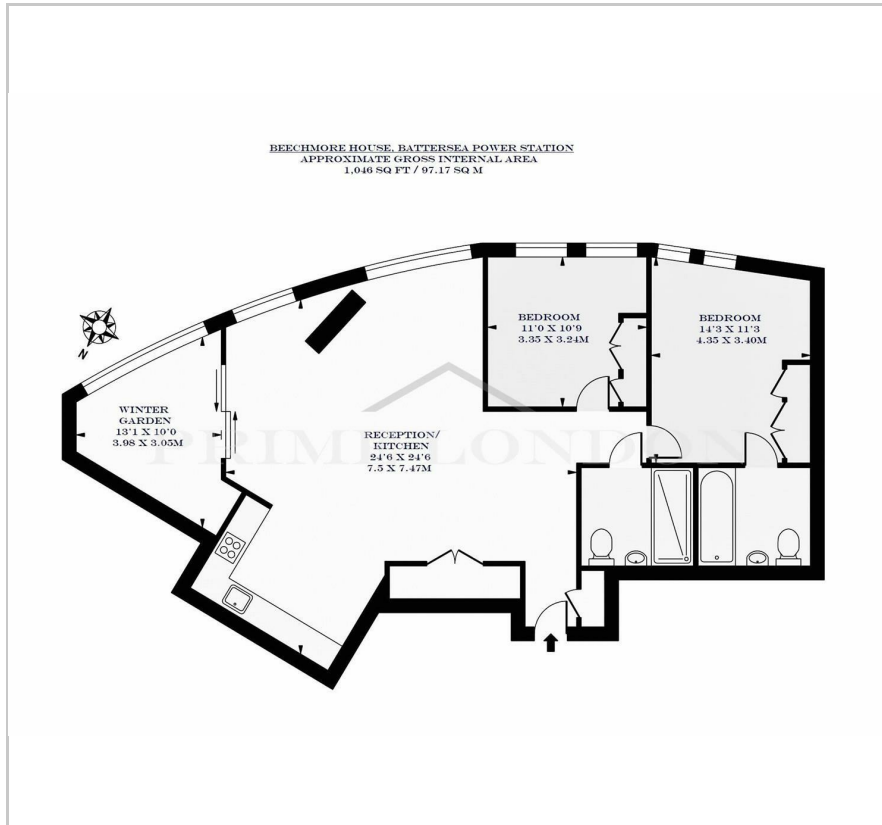 BEECHMORE HOUSE, BATTERSEA POWER STATION
APPROXIMATE GROSS INTERNAL AREA
1,046 SQ FT / 97.17 SQ M
BEDROOM
11'0 X 10'9
3.35 X 3.24M
BEDROOM
14'3 X 11'3
4.35 X 3.40M
N
WINTER
GARDEN
13'1 X 10'0
3.98 X 3.05M
RECEPTION/
KITCHEN
24'6 X 24'6
7.5 X 7.47M
PRIME LONDON